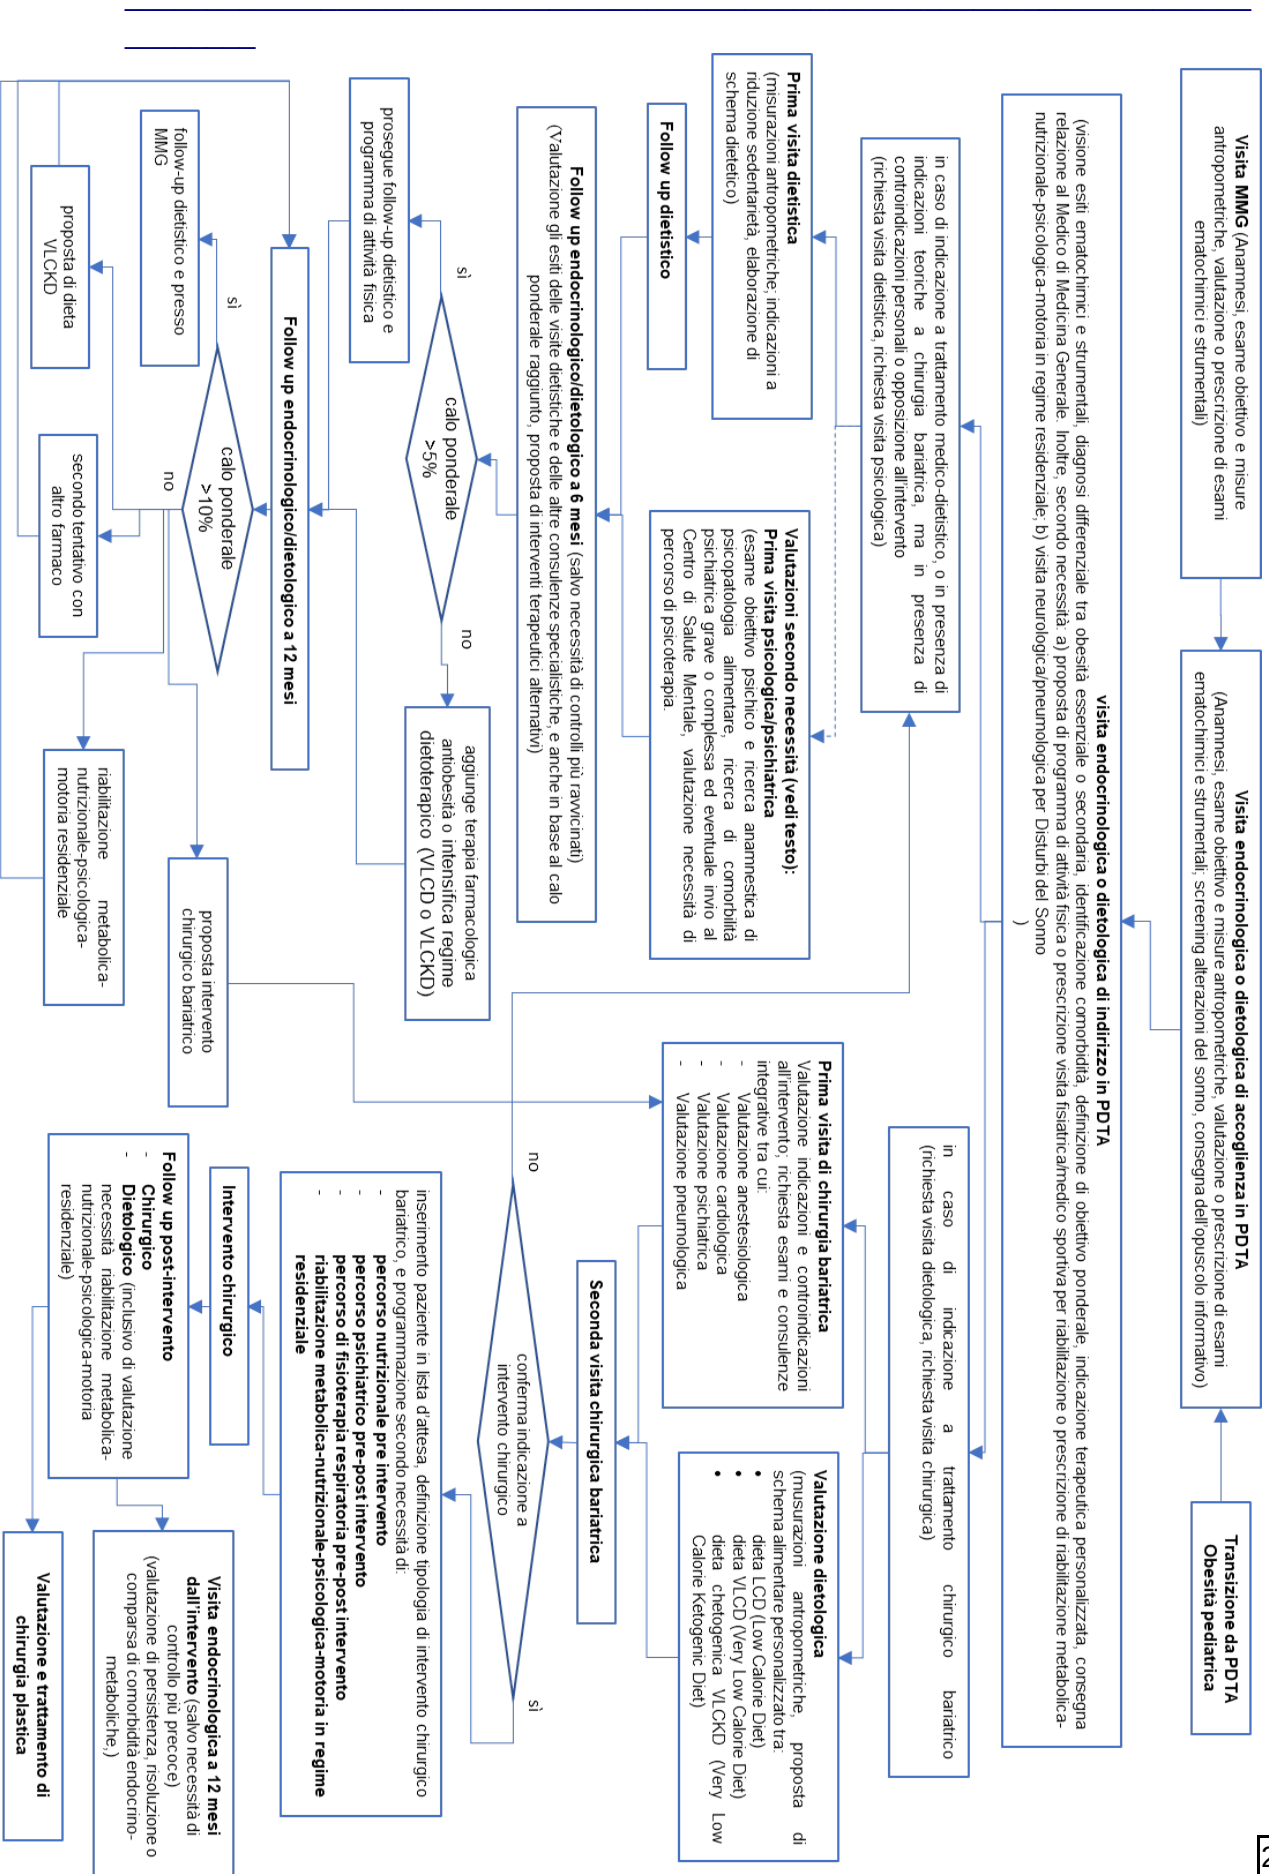 Visita MMG (Anamnesi, esame obiettivo e misure
antropometriche, valutazione o prescrizione di esami
ematochimici e strumentali)
Visita endocrinologica o dietologica di accoglienza in PDTA
(Anamnesi, esame obiettivo e misure antropometriche, valutazione o prescrizione di esami
ematochimici e strumentali; screening alterazioni del sonno, consegna dell'opuscolo informativo)
Transizione da PDTA
Obesità pediatrica
visita endocrinologica o dietologica di indirizzo in PDTA
(visione esiti ematochimici e strumentali, diagnosi differenziale tra obesità essenziale o secondaria, identificazione comorbidità, definizione di obiettivo ponderale, indicazione terapeutica personalizzata, consegna
relazione al Medico di Medicina Generale. Inoltre, secondo necessità: a) proposta di programma di attività fisica o prescrizione visita fisiatrica/medico sportiva per riabilitazione o prescrizione di riabilitazione metabolica-
nutrizionale-psicologica-motoria in regime residenziale; b) visita neurologica/pneumologica per Disturbi del Sonno
)
in caso di indicazione a trattamento medico-dietistico, o in presenza di
indicazioni teoriche a chirurgia bariatrica, ma in presenza di
controindicazioni personali o opposizione all'intervento
(richiesta visita dietistica, richiesta visita psicologica)
in caso di indicazione a trattamento chirurgico bariatrico
(richiesta visita dietologica, richiesta visita chirurgica)
Prima visita dietistica
(misurazioni antropometriche; indicazioni a
riduzione sedentarietà, elaborazione di
schema dietetico)
Valutazioni secondo necessità (vedi testo):
Prima visita psicologica/psichiatrica
(esame obiettivo psichico e ricerca anamnestica di
psicopatologia alimentare, ricerca di comorbilità
psichiatrica grave o complessa ed eventuale invio al
Centro di Salute Mentale, valutazione necessità di
percorso di psicoterapia.
Prima visita di chirurgia bariatrica
Valutazione indicazioni e controindicazioni
all'intervento; richiesta esami e consulenze
integrative tra cui:
- Valutazione anestesiologica
- Valutazione cardiologica
- Valutazione psichiatrica
- Valutazione pneumologica
Valutazione dietologica
(musurazioni antropometriche, proposta di
schema alimentare personalizzato tra:
• dieta LCD (Low Calorie Diet)
• dieta VLCD (Very Low Calorie Diet)
• dieta chetogenica VLCKD (Very Low
Calorie Ketogenic Diet)
Follow up dietistico
Follow up endocrinologico/dietologico a 6 mesi (salvo necessità di controlli più ravvicinati)
(Valutazione gli esiti delle visite dietistiche e delle altre consulenze specialistiche, e anche in base al calo
ponderale raggiunto, proposta di interventi terapeutici alternativi)
Seconda visita chirurgica bariatrica
sì
calo ponderale
>5%
no
no
conferma indicazione a
intervento chirurgico
sì
prosegue follow-up dietistico e
programma di attività fisica
aggiunge terapia farmacologica
antiobesità o intensifica regime
dietoterapico (VLCD o VLCKD)
inserimento paziente in lista d'attesa, definizione tipologia di intervento chirurgico
bariatrico, e programmazione secondo necessità di:
- percorso nutrizionale pre intervento
- percorso psichiatrico pre-post intervento
- percorso di fisioterapia respiratoria pre-post intervento
- riabilitazione metabolica-nutrizionale-psicologica-motoria in regime
residenziale
Follow up endocrinologico/dietologico a 12 mesi
sì
calo ponderale
>10%
no
follow-up dietistico e presso
MMG
proposta di dieta
VLCKD
secondo tentativo con
altro farmaco
riabilitazione metabolica-
nutrizionale-psicologica-
motoria residenziale
proposta intervento
chirurgico bariatrico
Intervento chirurgico
Follow up post-intervento
- Chirurgico
- Dietologico (inclusivo di valutazione
necessità riabilitazione metabolica-
nutrizionale-psicologica-motoria
residenziale)
Visita endocrinologica a 12 mesi
dall'intervento (salvo necessità di
controllo più precoce)
(valutazione di persistenza, risoluzione o
comparsa di comorbidità endocrino-
metaboliche,)
Valutazione e trattamento di
chirurgia plastica